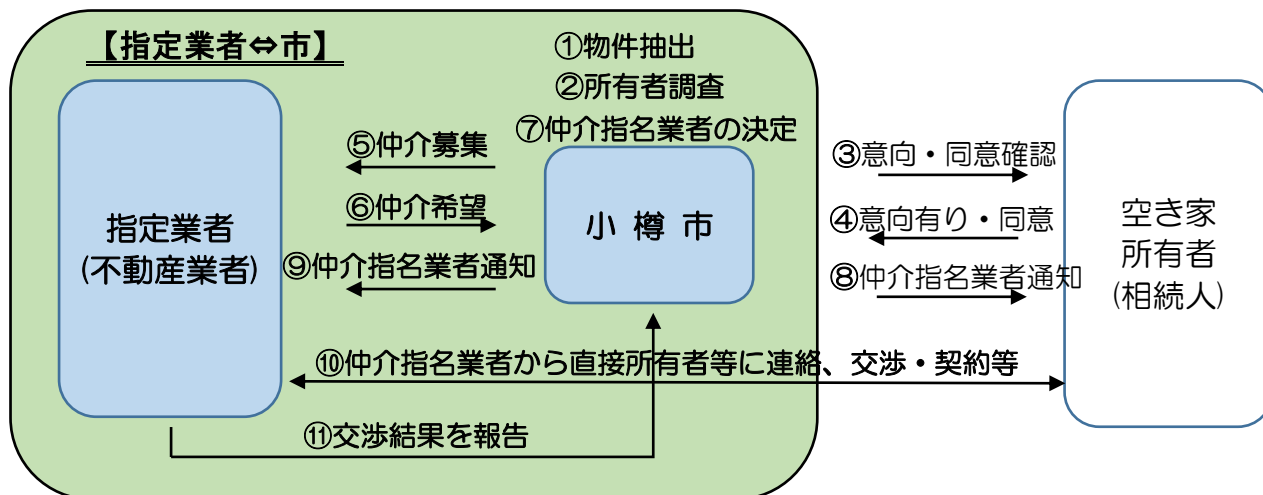 【指定業者⇔市】
①物件抽出
②所有者調査
⑦仲介指名業者の決定
⑤仲介募集
⑥仲介希望
⑨仲介指名業者通知
指定業者
(不動産業者)
小 樽 市
③意向・同意確認
④意向有り・同意
⑧仲介指名業者通知
空き家
所有者
(相続人)
⑩仲介指名業者から直接所有者等に連絡、交渉・契約等
⑪交渉結果を報告